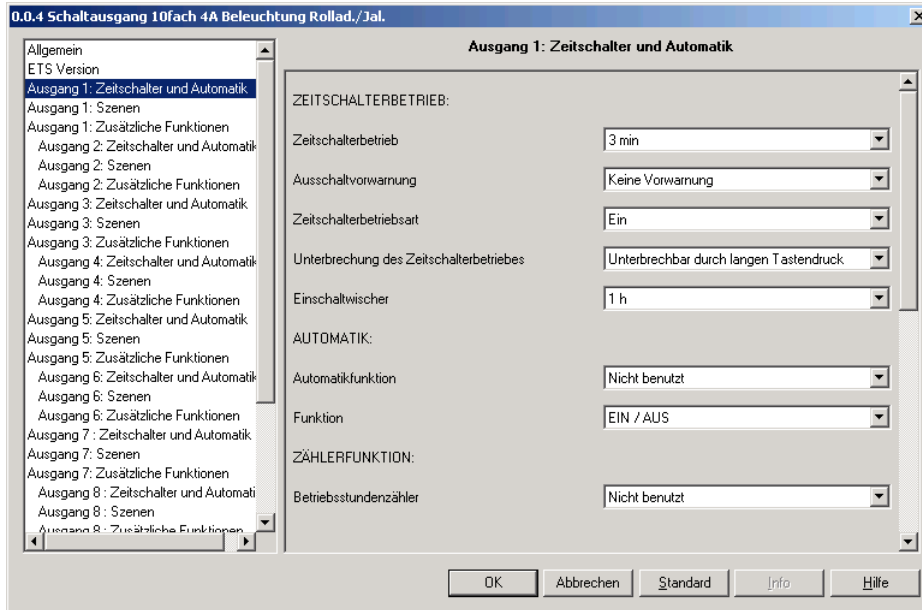 0.0.4 Schaltausgang 10fach 4A Beleuchtung Rollad./Jal.
Allgemein
ETS Version
Ausgang 1: Zeitschalter und Automatik
Ausgang 1: Szenen
Ausgang 1: Zusätzliche Funktionen
Ausgang 2: Zeitschalter und Automatik
Ausgang 2: Szenen
Ausgang 2: Zusätzliche Funktionen
Ausgang 3: Zeitschalter und Automatik
Ausgang 3: Szenen
Ausgang 3: Zusätzliche Funktionen
Ausgang 4: Zeitschalter und Automatik
Ausgang 4: Szenen
Ausgang 4: Zusätzliche Funktionen
Ausgang 5: Zeitschalter und Automatik
Ausgang 5: Szenen
Ausgang 5: Zusätzliche Funktionen
Ausgang 6: Zeitschalter und Automatik
Ausgang 6: Szenen
Ausgang 6: Zusätzliche Funktionen
Ausgang 7 : Zeitschalter und Automatik
Ausgang 7: Szenen
Ausgang 7: Zusätzliche Funktionen
Ausgang 8 : Zeitschalter und Automati
Ausgang 8 : Szenen
Ausgang 8 : Zusätzliche Funktionen
Ausgang 1: Zeitschalter und Automatik
ZEITSCHALTERBETRIEB:
Zeitschalterbetrieb 3 min
Ausschaltvorwarnung Keine Vorwarnung
Zeitschalterbetriebsart Ein
Unterbrechung des Zeitschalterbetriebes Unterbrechbar durch langen Tastendruck
Einschaltwischer 1 h
AUTOMATIK:
Automatikfunktion Nicht benutzt
Funktion EIN / AUS
ZÄHLERFUNKTION:
Betriebsstundenzähler Nicht benutzt
OK Abbrechen Standard Info Hilfe